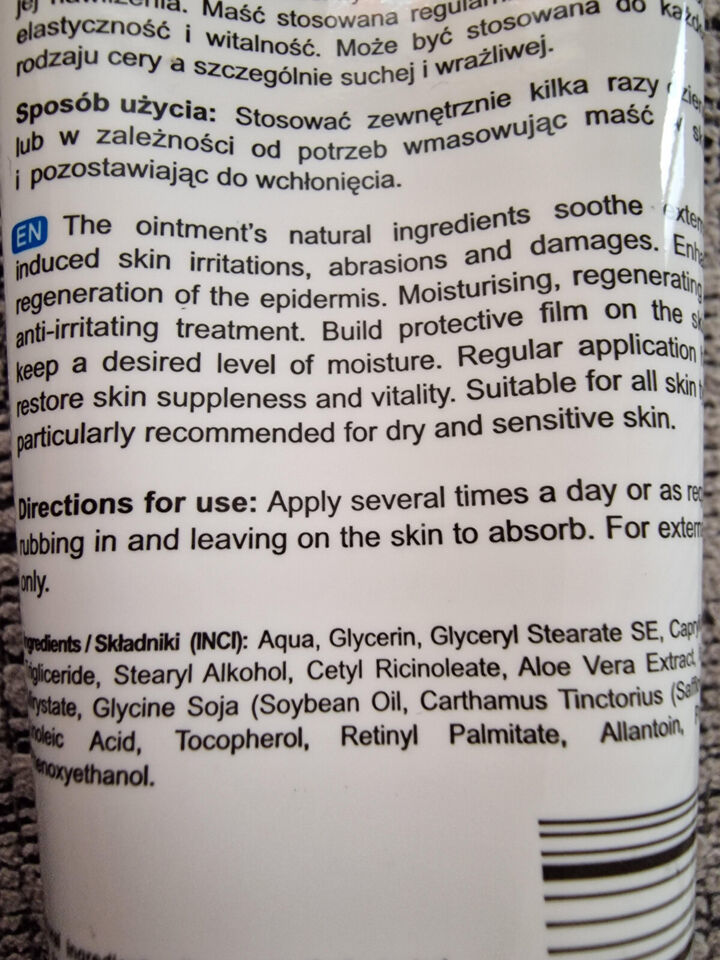 jej nawilżenia. Maść stosowana
elastyczność i witalność. Może być stosowana do
rodzaju cery a szczególnie suchej i wrażliwej.
Sposób użycia: Stosować zewnętrznie kilka razy
lub w zależności od potrzeb wmasowując maść
i pozostawiając do wchłonięcia.
EN The ointment's natural ingredients soothe
induced skin irritations, abrasions and damages.
regeneration of the epidermis. Moisturising, regenerating
anti-irritating treatment. Build protective film on the
keep a desired level of moisture. Regular application
restore skin suppleness and vitality. Suitable for all skin
particularly recommended for dry and sensitive skin.
Directions for use: Apply several times a day or as
rubbing in and leaving on the skin to absorb. For
only.
/ Składniki (INCI): Aqua, Glycerin, Glyceryl Stearate SE,
Stearyl Alkohol, Cetyl Ricinoleate, Aloe Vera Extract,
Glycine Soja (Soybean Oil, Carthamus Tinctorius
Acid, Tocopherol, Retinyl Palmitate, Allantoin,